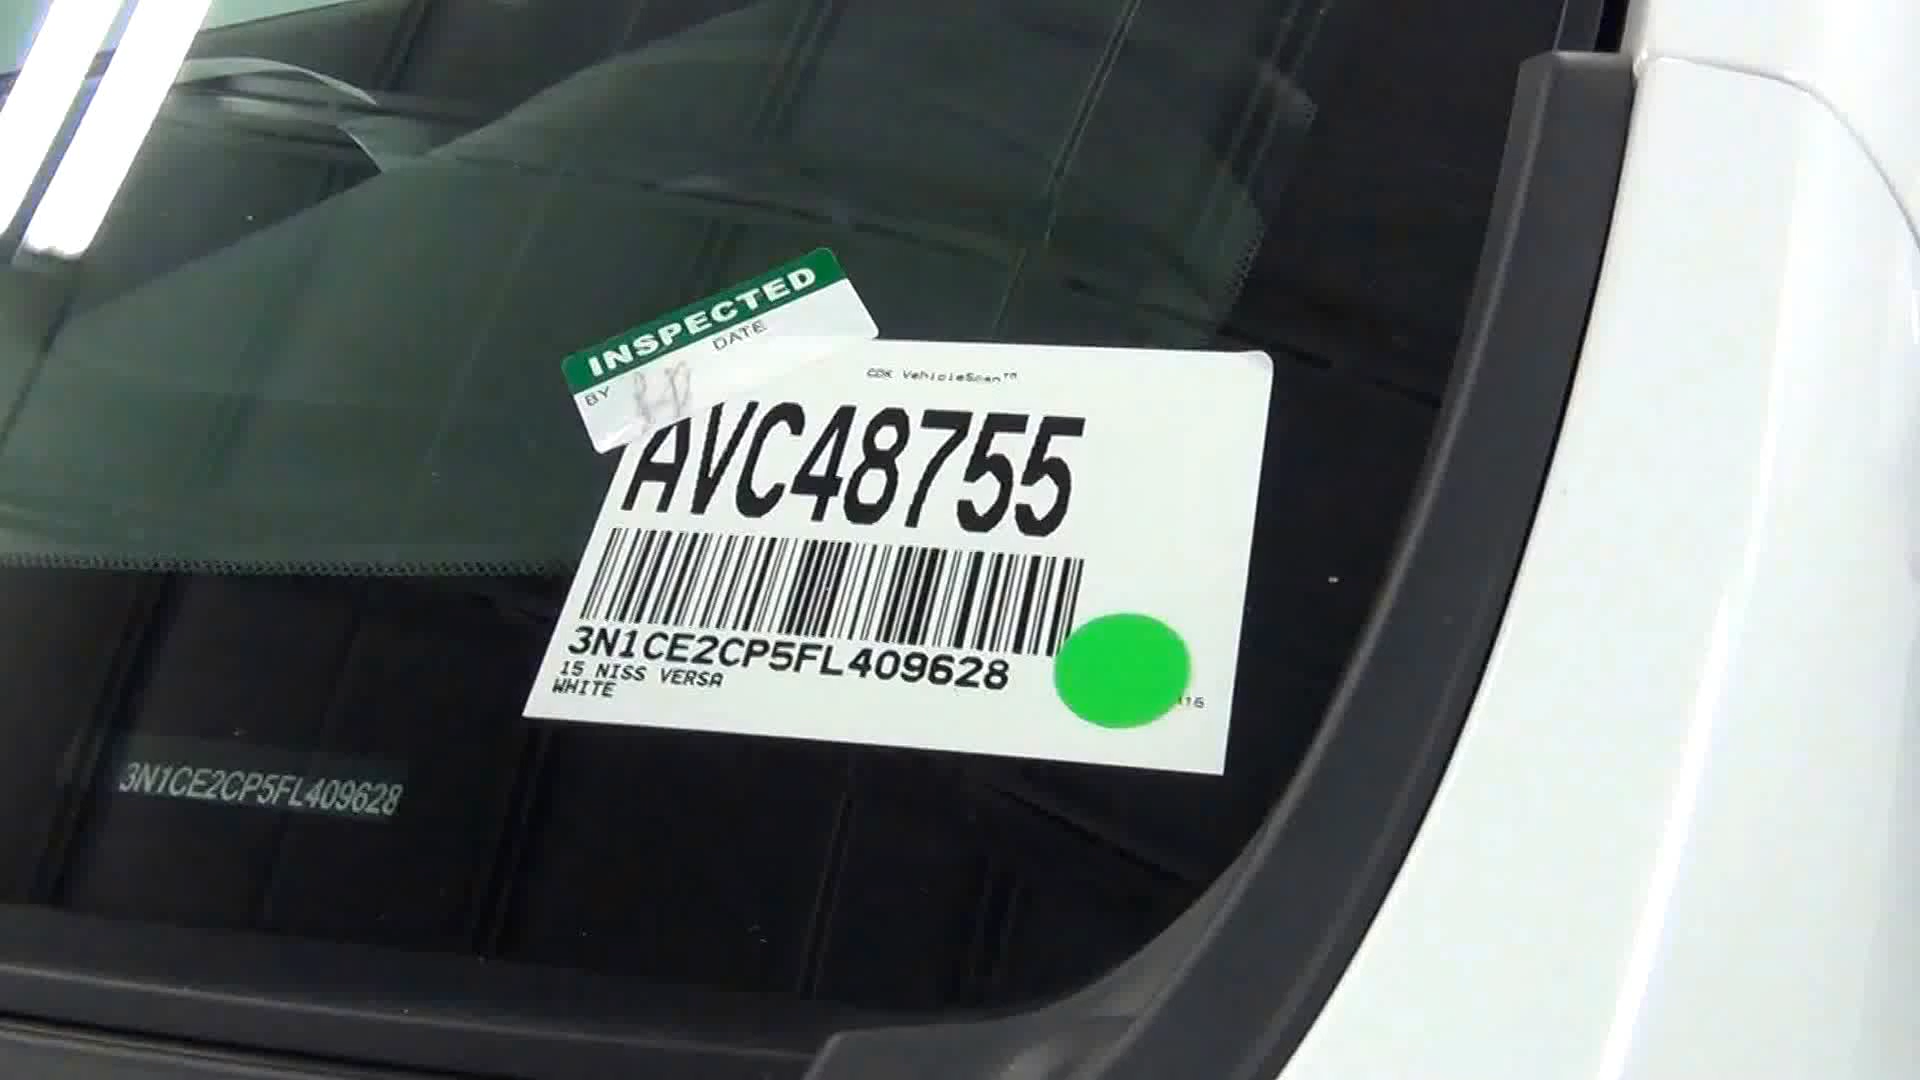 INSPECTED
DATE
BY
CDK VehicleScan™
AVC48755
3N1CE2CP5FL409628
15 NISS VERSA
WHITE
3N1CE2CP5FL409628